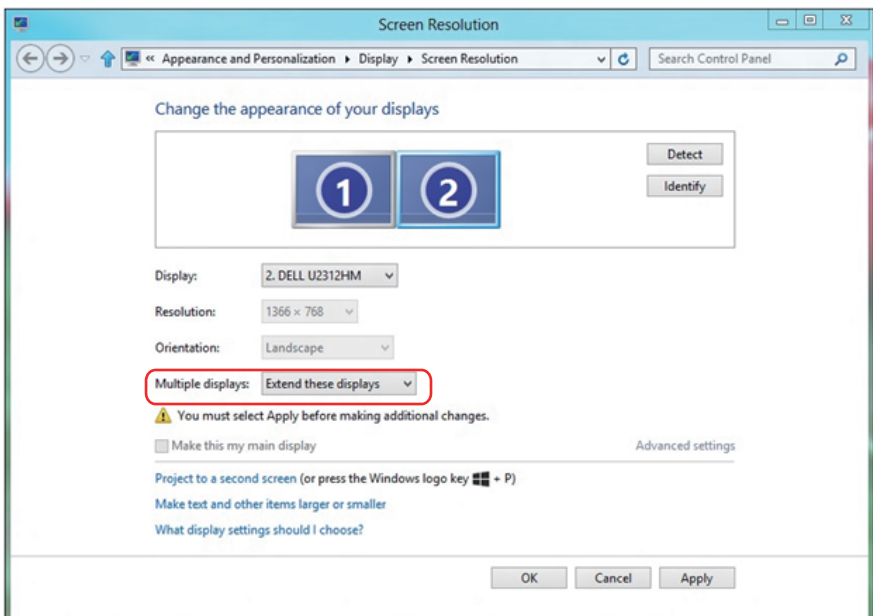 Screen Resolution
« Appearance and Personalization ▸ Display ▸ Screen Resolution
Search Control Panel
Change the appearance of your displays
1 2
Detect
Identify
Display: 2. DELL U2312HM
Resolution: 1366 × 768
Orientation: Landscape
Multiple displays: Extend these displays
You must select Apply before making additional changes.
Make this my main display
Advanced settings
Project to a second screen (or press the Windows logo key + P)
Make text and other items larger or smaller
What display settings should I choose?
OK Cancel Apply